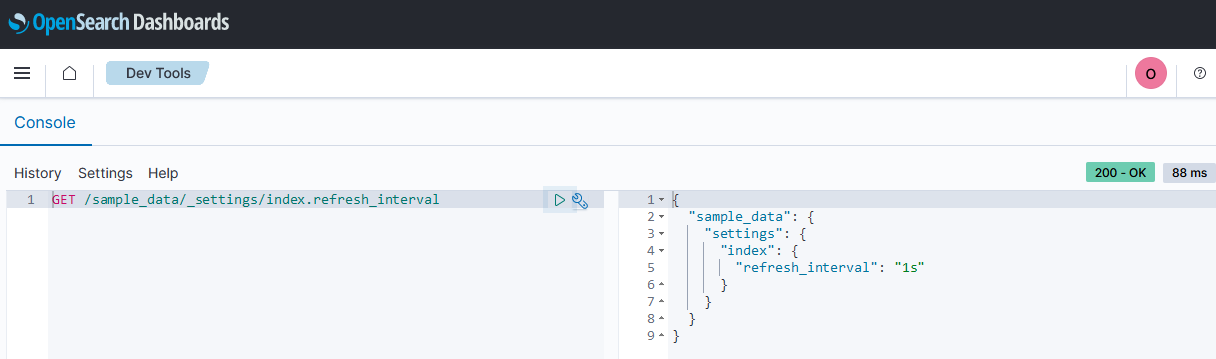 OpenSearch Dashboards
Dev Tools
O
Console
History Settings Help
200 - OK 88 ms
1 GET /sample_data/_settings/index.refresh_interval
1 {
2 "sample_data": {
3 "settings": {
4 "index": {
5 "refresh_interval": "1s"
6 }
7 }
8 }
9 }